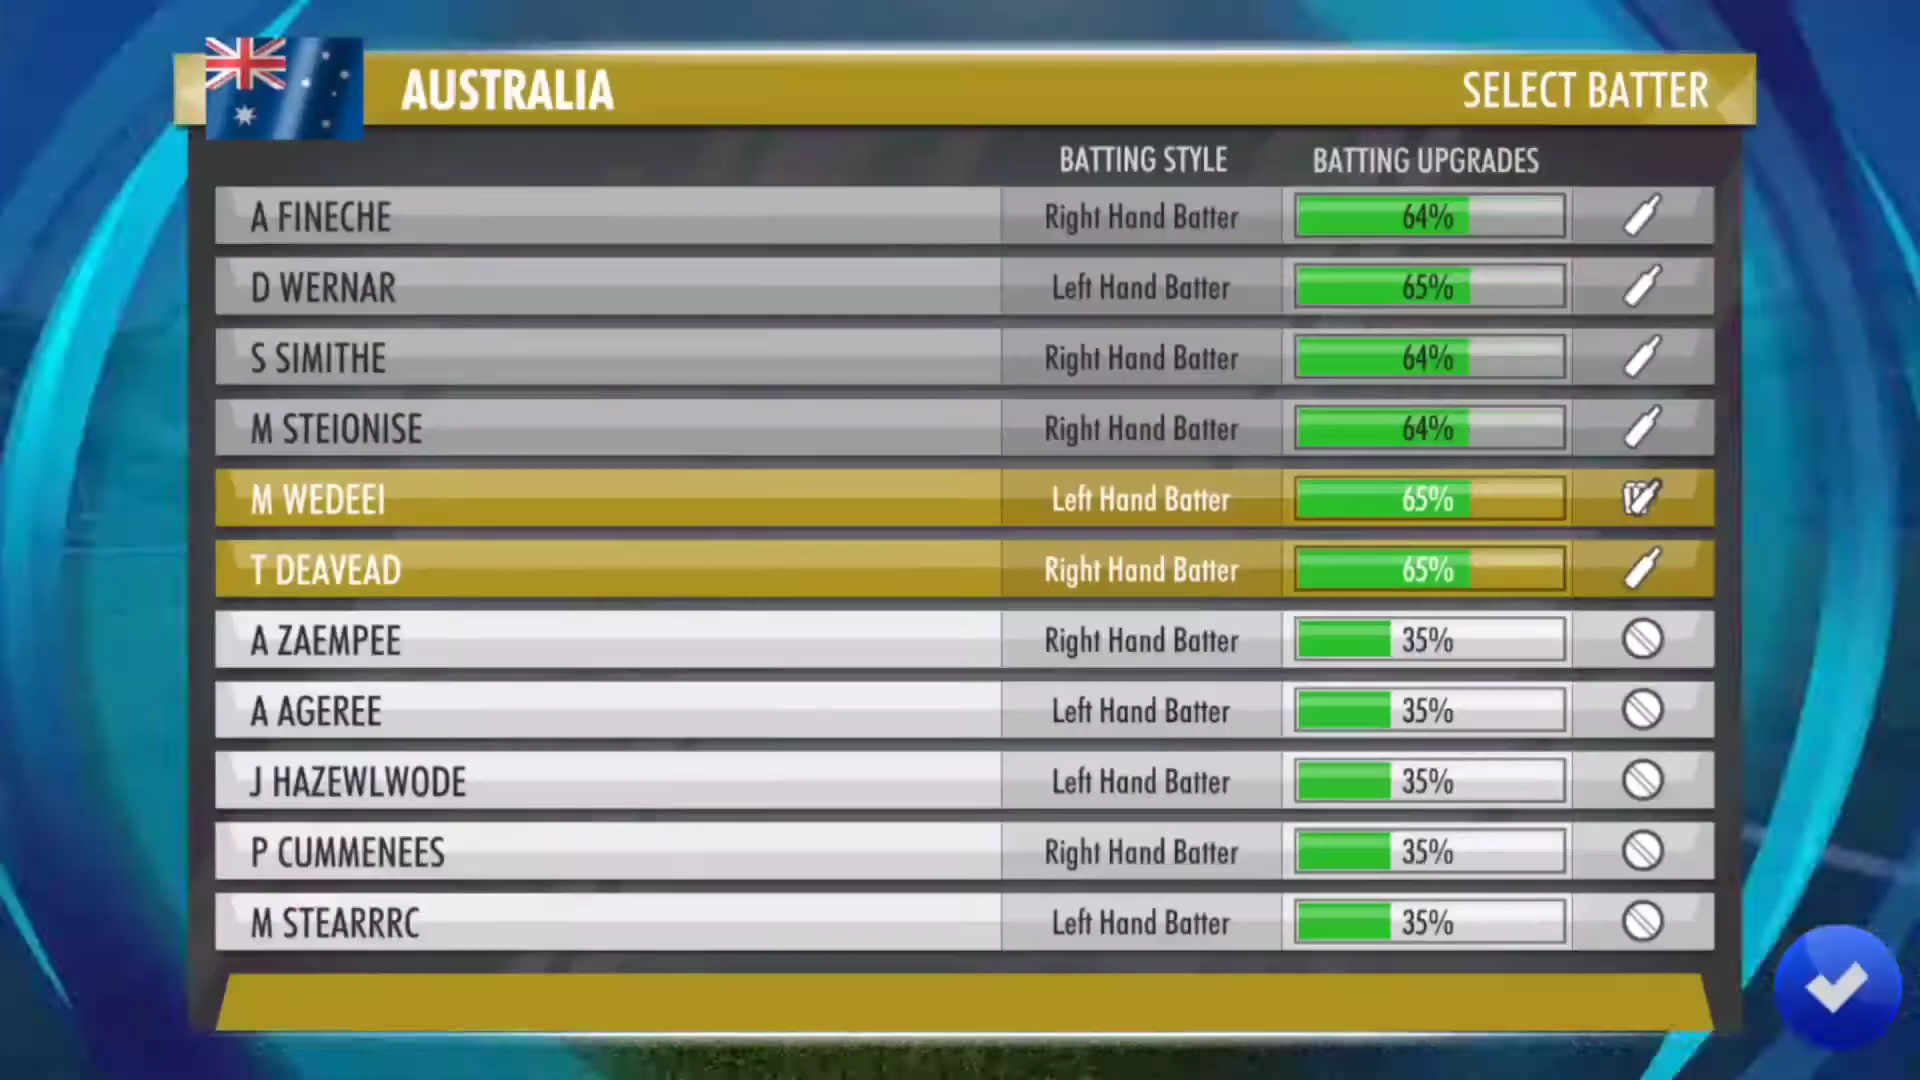 AUSTRALIA SELECT BATTER
BATTING STYLE BATTING UPGRADES
A FINECHE Right Hand Batter 64%
D WERNAR Left Hand Batter 65%
S SIMITHE Right Hand Batter 64%
M STEIONISE Right Hand Batter 64%
M WEDEEI Left Hand Batter 65%
T DEAVEAD Right Hand Batter 65%
A ZAEMPEE Right Hand Batter 35%
A AGEREE Left Hand Batter 35%
J HAZEWLWODE Left Hand Batter 35%
P CUMMENEES Right Hand Batter 35%
M STEARRRC Left Hand Batter 35%